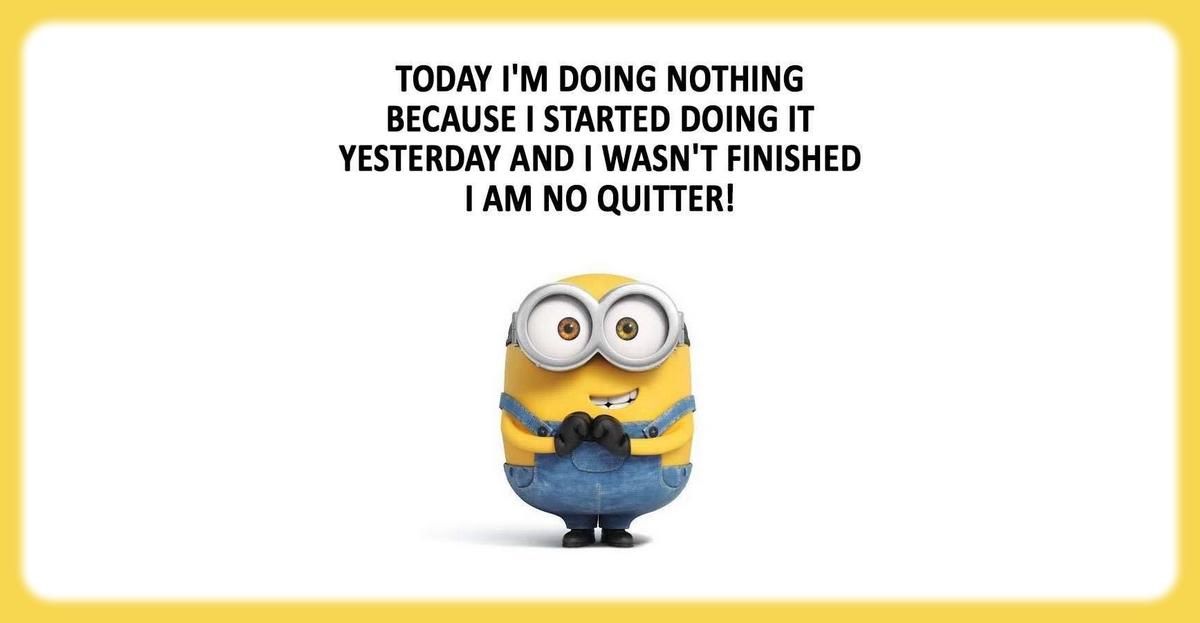 TODAY I'M DOING NOTHING
BECAUSE I STARTED DOING IT
YESTERDAY AND I WASN'T FINISHED
I AM NO QUITTER!